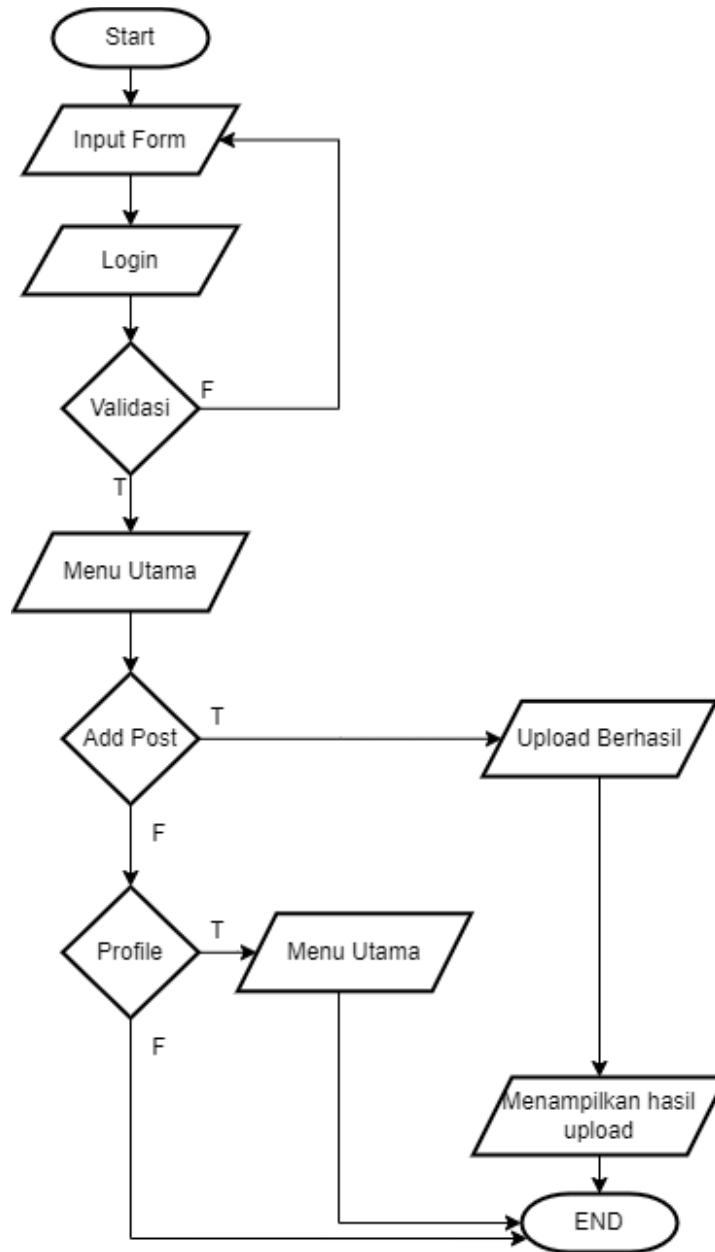 Start
Input Form
Login
Validasi
F
T
Menu Utama
Add Post
T
Upload Berhasil
F
Profile
T
Menu Utama
F
Menampilkan hasil
upload
END